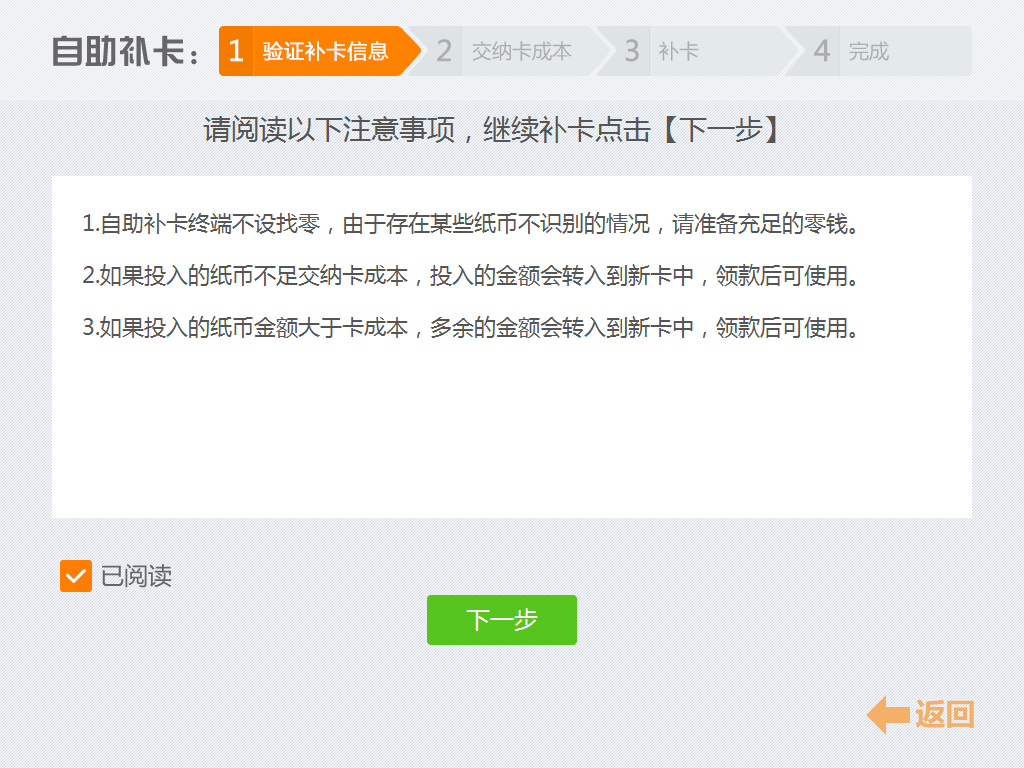 自助补卡：
1 验证补卡信息 2 交纳卡成本 3 补卡 4 完成
请阅读以下注意事项，继续补卡点击【下一步】
1.自助补卡终端不设找零，由于存在某些纸币不识别的情况，请准备充足的零钱。
2.如果投入的纸币不足交纳卡成本，投入的金额会转入到新卡中，领款后可使用。
3.如果投入的纸币金额大于卡成本，多余的金额会转入到新卡中，领款后可使用。
已阅读
下一步
返回